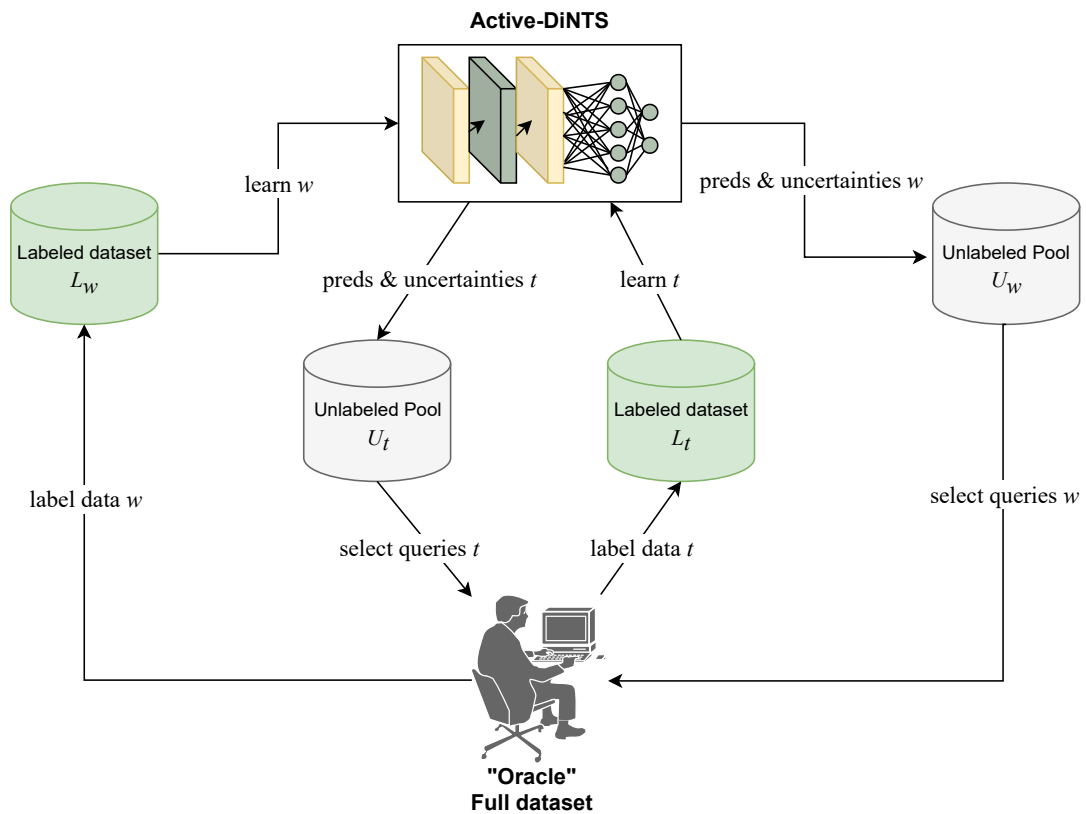 Active-DiNTS
learn w
preds & uncertainties w
Labeled dataset
L_w
Unlabeled Pool
U_w
preds & uncertainties t
learn t
Unlabeled Pool
U_t
Labeled dataset
L_t
label data w
select queries w
select queries t
label data t
"Oracle"
Full dataset